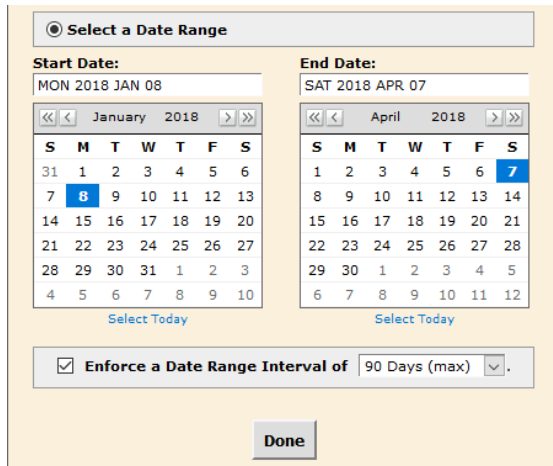 Select a Date Range
Start Date:
MON 2018 JAN 08
« ‹ January 2018 › »
S M T W T F S
31 1 2 3 4 5 6
7 8 9 10 11 12 13
14 15 16 17 18 19 20
21 22 23 24 25 26 27
28 29 30 31 1 2 3
4 5 6 7 8 9 10
Select Today
End Date:
SAT 2018 APR 07
« ‹ April 2018 › »
S M T W T F S
1 2 3 4 5 6 7
8 9 10 11 12 13 14
15 16 17 18 19 20 21
22 23 24 25 26 27 28
29 30 1 2 3 4 5
6 7 8 9 10 11 12
Select Today
Enforce a Date Range Interval of 90 Days (max) .
Done